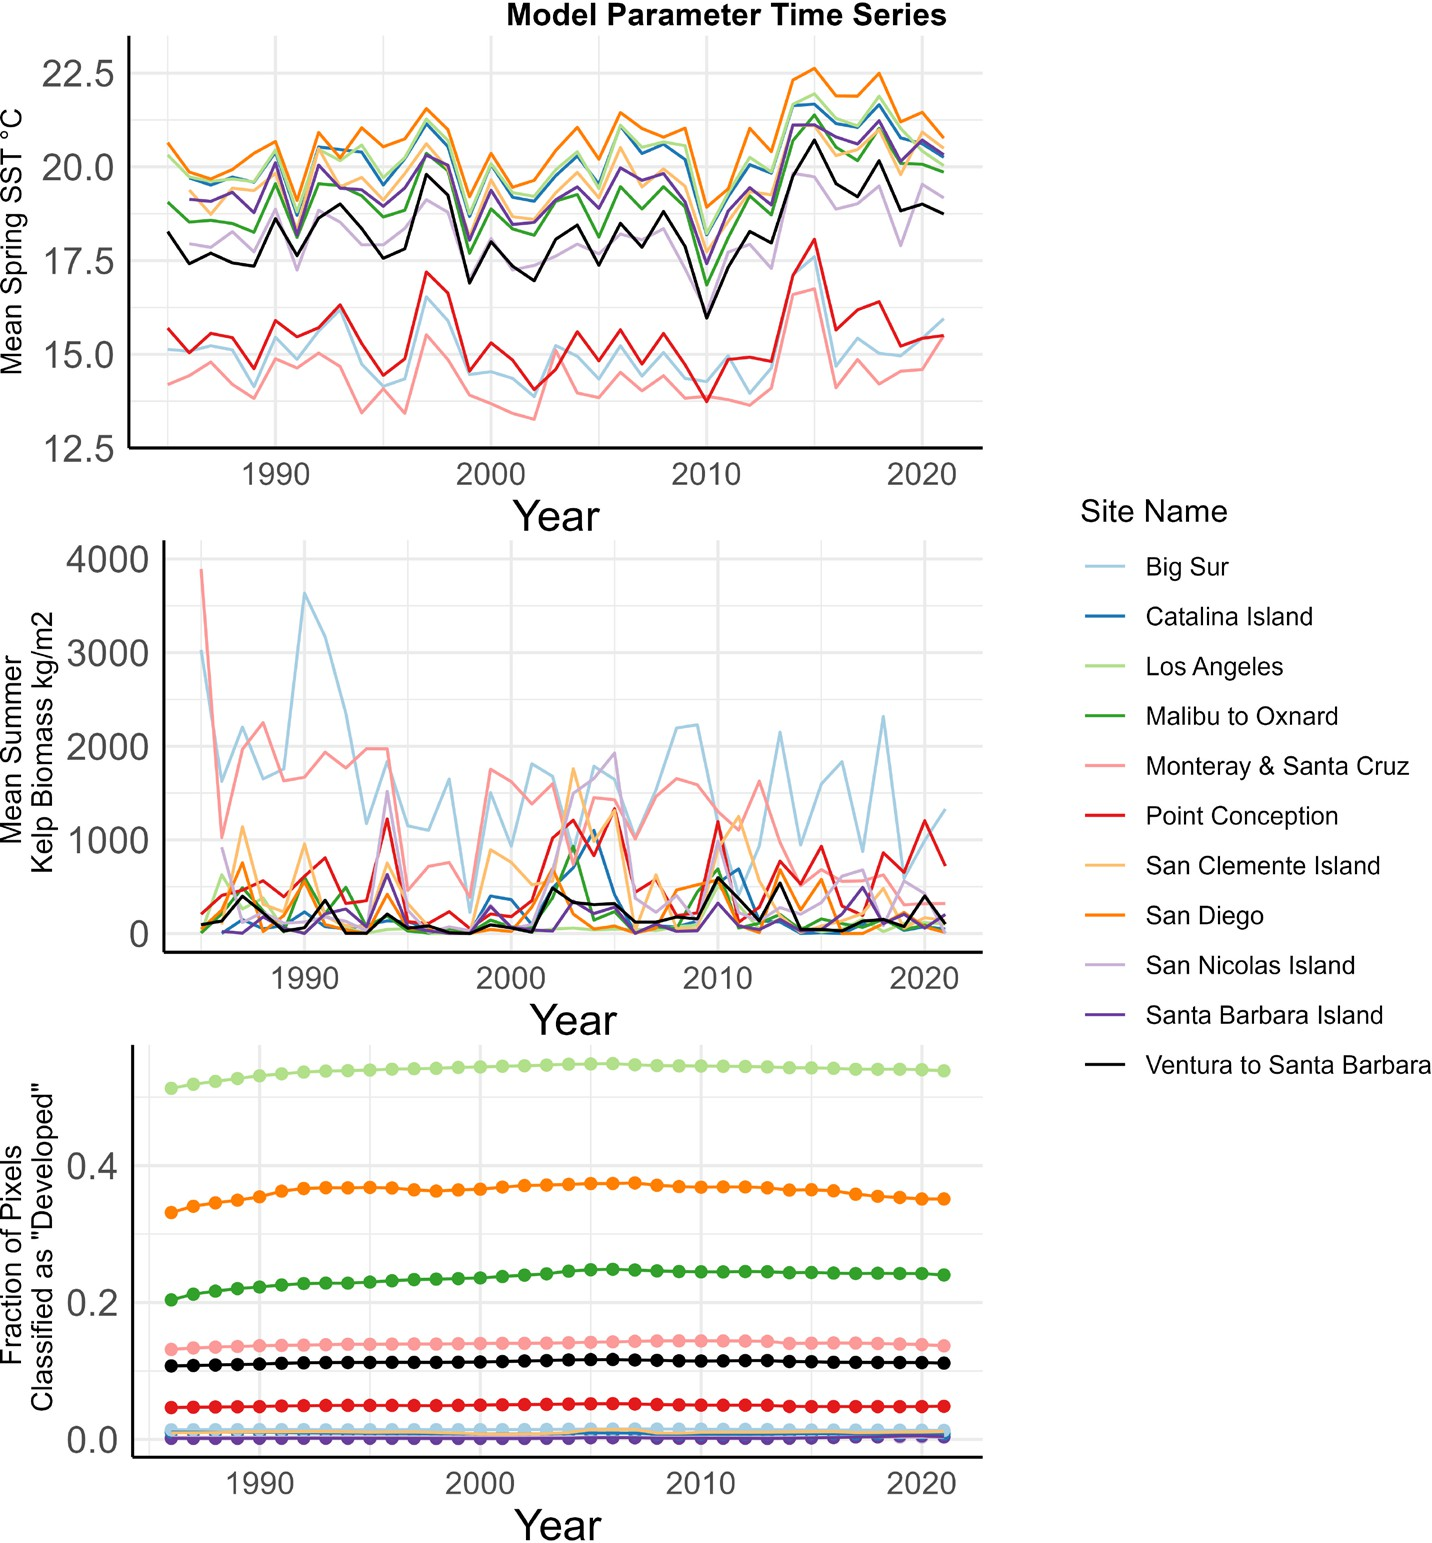 Model Parameter Time Series
Mean Spring SST °C
22.5
20.0
17.5
15.0
12.5
1990
2000
2010
2020
Year
Mean Summer
Kelp Biomass kg/m2
4000
3000
2000
1000
0
1990
2000
2010
2020
Year
Fraction of Pixels
Classified as "Developed"
0.4
0.2
0.0
1990
2000
2010
2020
Year
Site Name
Big Sur
Catalina Island
Los Angeles
Malibu to Oxnard
Monteray & Santa Cruz
Point Conception
San Clemente Island
San Diego
San Nicolas Island
Santa Barbara Island
Ventura to Santa Barbara